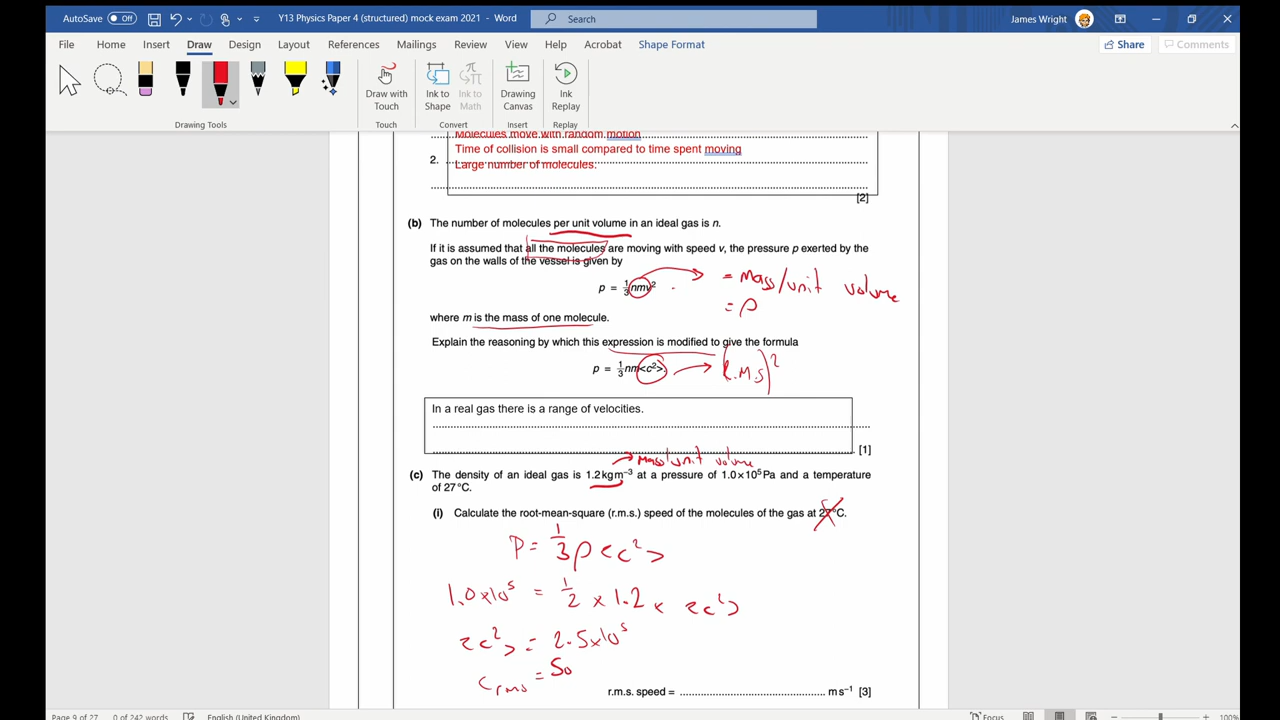 AutoSave Off Y13 Physics Paper 4 (structured) mock exam 2021 - Word Search James Wright
File Home Insert Draw Design Layout References Mailings Review View Help Acrobat Shape Format Share Comments
Draw with Touch Ink to Shape Ink to Math Drawing Canvas Ink Replay
Drawing Tools Touch Convert Insert Replay
Molecules move with random motion
Time of collision is small compared to time spent moving
2.
Large number of molecules.
[2]
(b) The number of molecules per unit volume in an ideal gas is n.
If it is assumed that all the molecules are moving with speed v, the pressure p exerted by the
gas on the walls of the vessel is given by
p = 1/3 nmv² = Mass/unit volume
= ρ
where m is the mass of one molecule.
Explain the reasoning by which this expression is modified to give the formula
p = 1/3 nm<c²>. (R.M.S)²
In a real gas there is a range of velocities.
[1]
Mass/unit volume
(c) The density of an ideal gas is 1.2 kg m⁻³ at a pressure of 1.0 × 10⁵ Pa and a temperature
of 27 °C.
(i) Calculate the root-mean-square (r.m.s.) speed of the molecules of the gas at 27 °C.
P = 1/3 ρ <c²>
1.0 × 10⁵ = 1/2 × 1.2 × <c²>
<c²> = 2.5 × 10⁵
c rms = 50
r.m.s. speed = ............................................ m s⁻¹ [3]
Page 9 of 27 0 of 242 words English (United Kingdom) Focus 100%